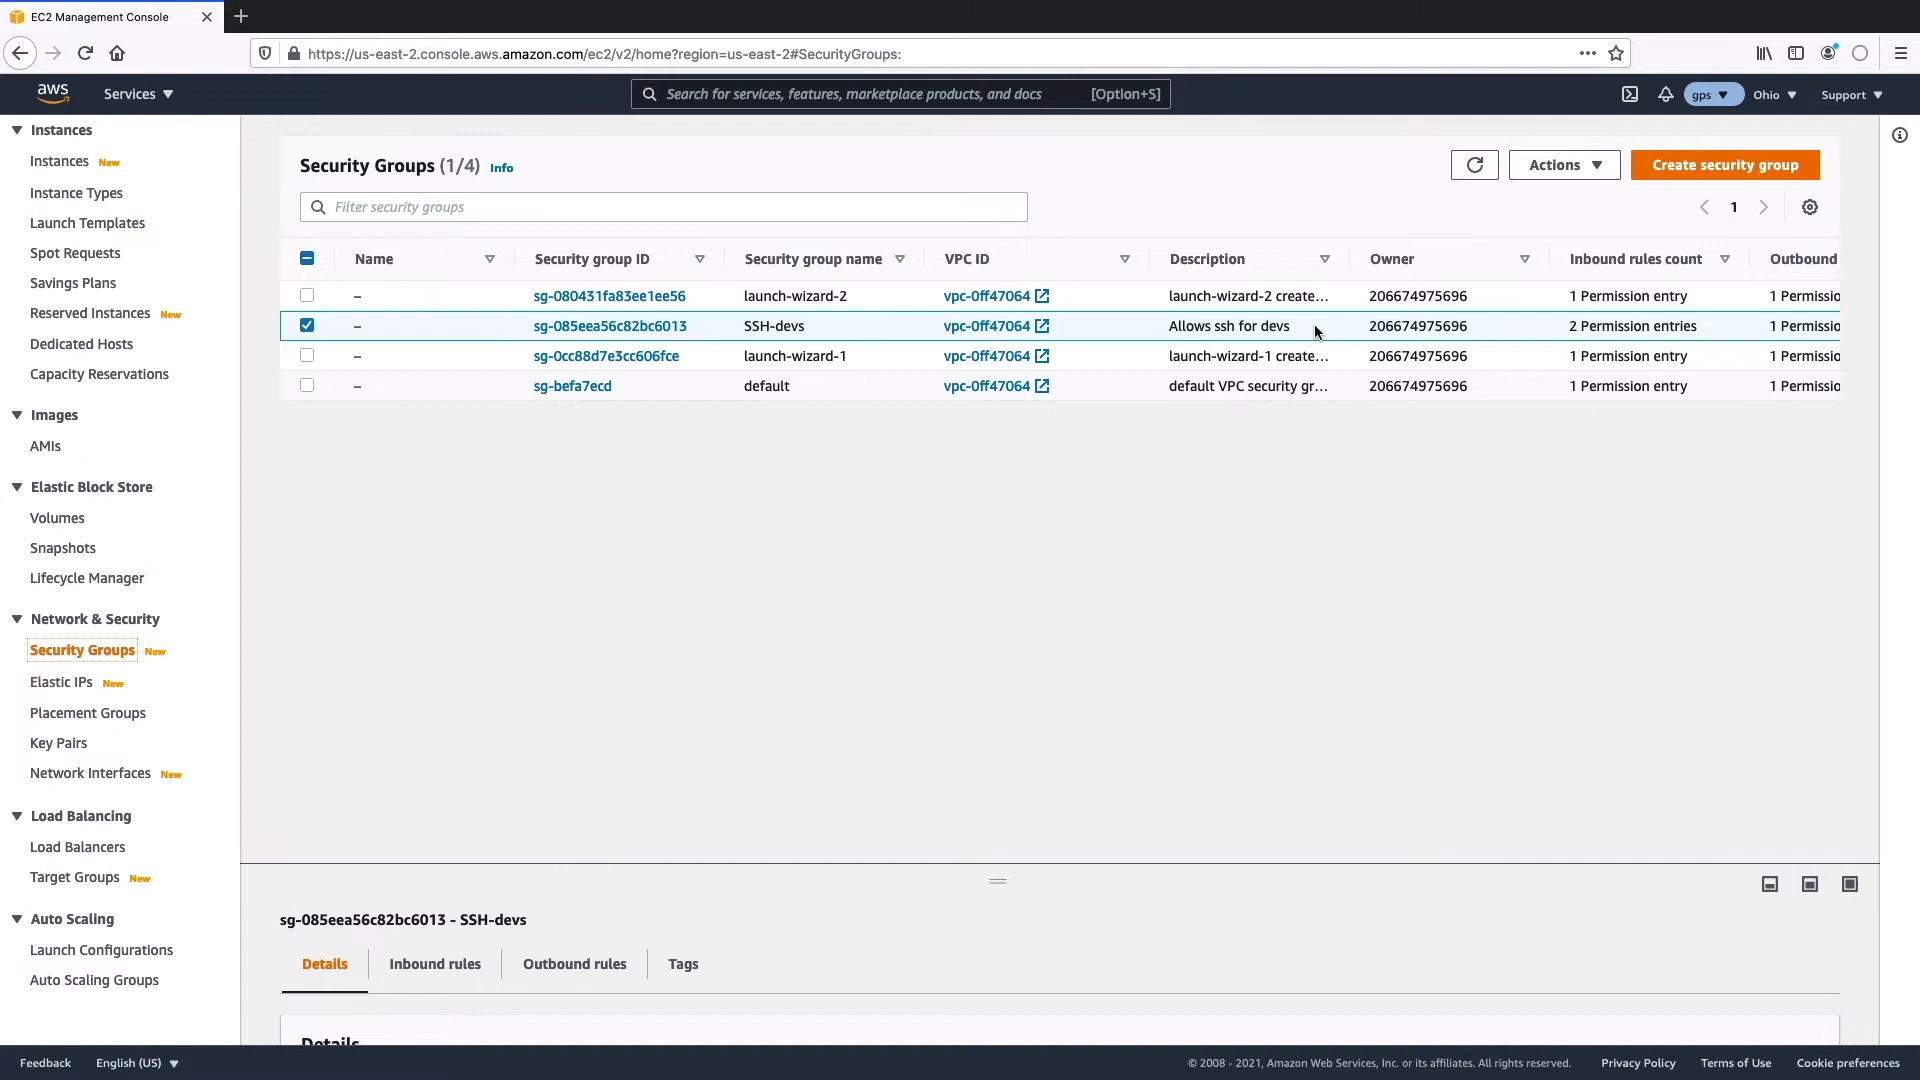 EC2 Management Console
https://us-east-2.console.aws.amazon.com/ec2/v2/home?region=us-east-2#SecurityGroups:
aws Services Search for services, features, marketplace products, and docs [Option+S] gps Ohio Support
Instances
Instances New
Instance Types
Launch Templates
Spot Requests
Savings Plans
Reserved Instances New
Dedicated Hosts
Capacity Reservations
Images
AMIs
Elastic Block Store
Volumes
Snapshots
Lifecycle Manager
Network & Security
Security Groups New
Elastic IPs New
Placement Groups
Key Pairs
Network Interfaces New
Load Balancing
Load Balancers
Target Groups New
Auto Scaling
Launch Configurations
Auto Scaling Groups
Security Groups (1/4) Info Actions Create security group
Filter security groups 1
Name Security group ID Security group name VPC ID Description Owner Inbound rules count Outbound
– sg-080431fa83ee1ee56 launch-wizard-2 vpc-0ff47064 launch-wizard-2 create... 206674975696 1 Permission entry 1 Permissio
– sg-085eea56c82bc6013 SSH-devs vpc-0ff47064 Allows ssh for devs 206674975696 2 Permission entries 1 Permissio
– sg-0cc88d7e3cc606fce launch-wizard-1 vpc-0ff47064 launch-wizard-1 create... 206674975696 1 Permission entry 1 Permissio
– sg-befa7ecd default vpc-0ff47064 default VPC security gr... 206674975696 1 Permission entry 1 Permissio
sg-085eea56c82bc6013 - SSH-devs
Details Inbound rules Outbound rules Tags
Details
Feedback English (US) © 2008 - 2021, Amazon Web Services, Inc. or its affiliates. All rights reserved. Privacy Policy Terms of Use Cookie preferences